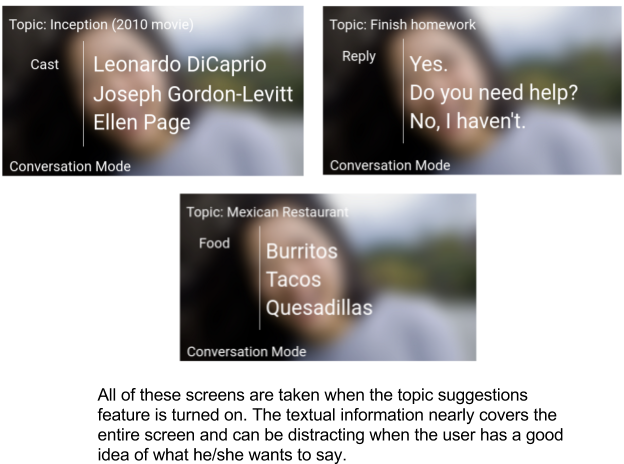 Topic: Inception (2010 movie)
Cast
Leonardo DiCaprio
Joseph Gordon-Levitt
Ellen Page
Conversation Mode
Topic: Finish homework
Reply
Yes.
Do you need help?
No, I haven't.
Conversation Mode
Topic: Mexican Restaurant
Food
Burritos
Tacos
Quesadillas
Conversation Mode
All of these screens are taken when the topic suggestions
feature is turned on. The textual information nearly covers the
entire screen and can be distracting when the user has a good
idea of what he/she wants to say.